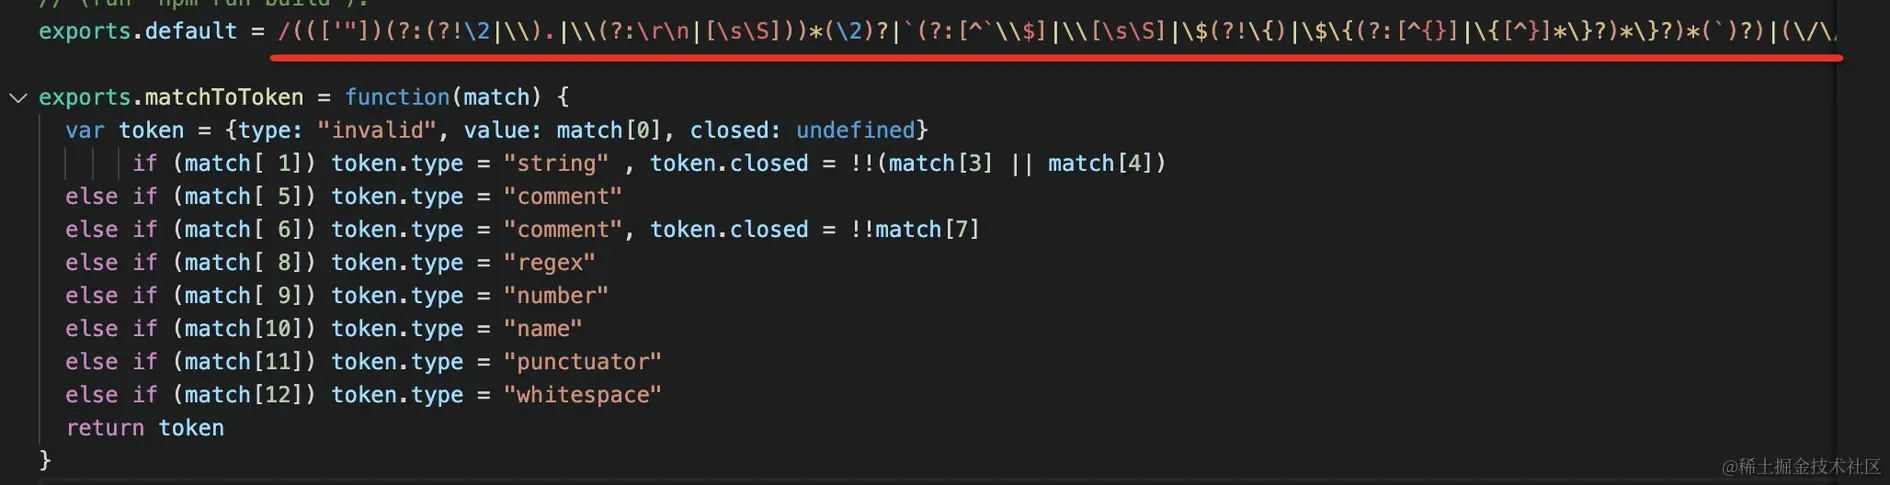 // (run `npm run build`).
exports.default = /((['"])(?:(?!\2|\\).|\\(?:\r\n|[\s\S]))*(\2)?|`(?:[^`\\$]|\\[\s\S]|\$(?!\{)|\$\{(?:[^{}]|\{[^}]*\}?)*\}?)*(`)?)|(\/\/
exports.matchToToken = function(match) {
var token = {type: "invalid", value: match[0], closed: undefined}
if (match[ 1]) token.type = "string" , token.closed = !!(match[3] || match[4])
else if (match[ 5]) token.type = "comment"
else if (match[ 6]) token.type = "comment", token.closed = !!match[7]
else if (match[ 8]) token.type = "regex"
else if (match[ 9]) token.type = "number"
else if (match[10]) token.type = "name"
else if (match[11]) token.type = "punctuator"
else if (match[12]) token.type = "whitespace"
return token
}
@稀土掘金技术社区